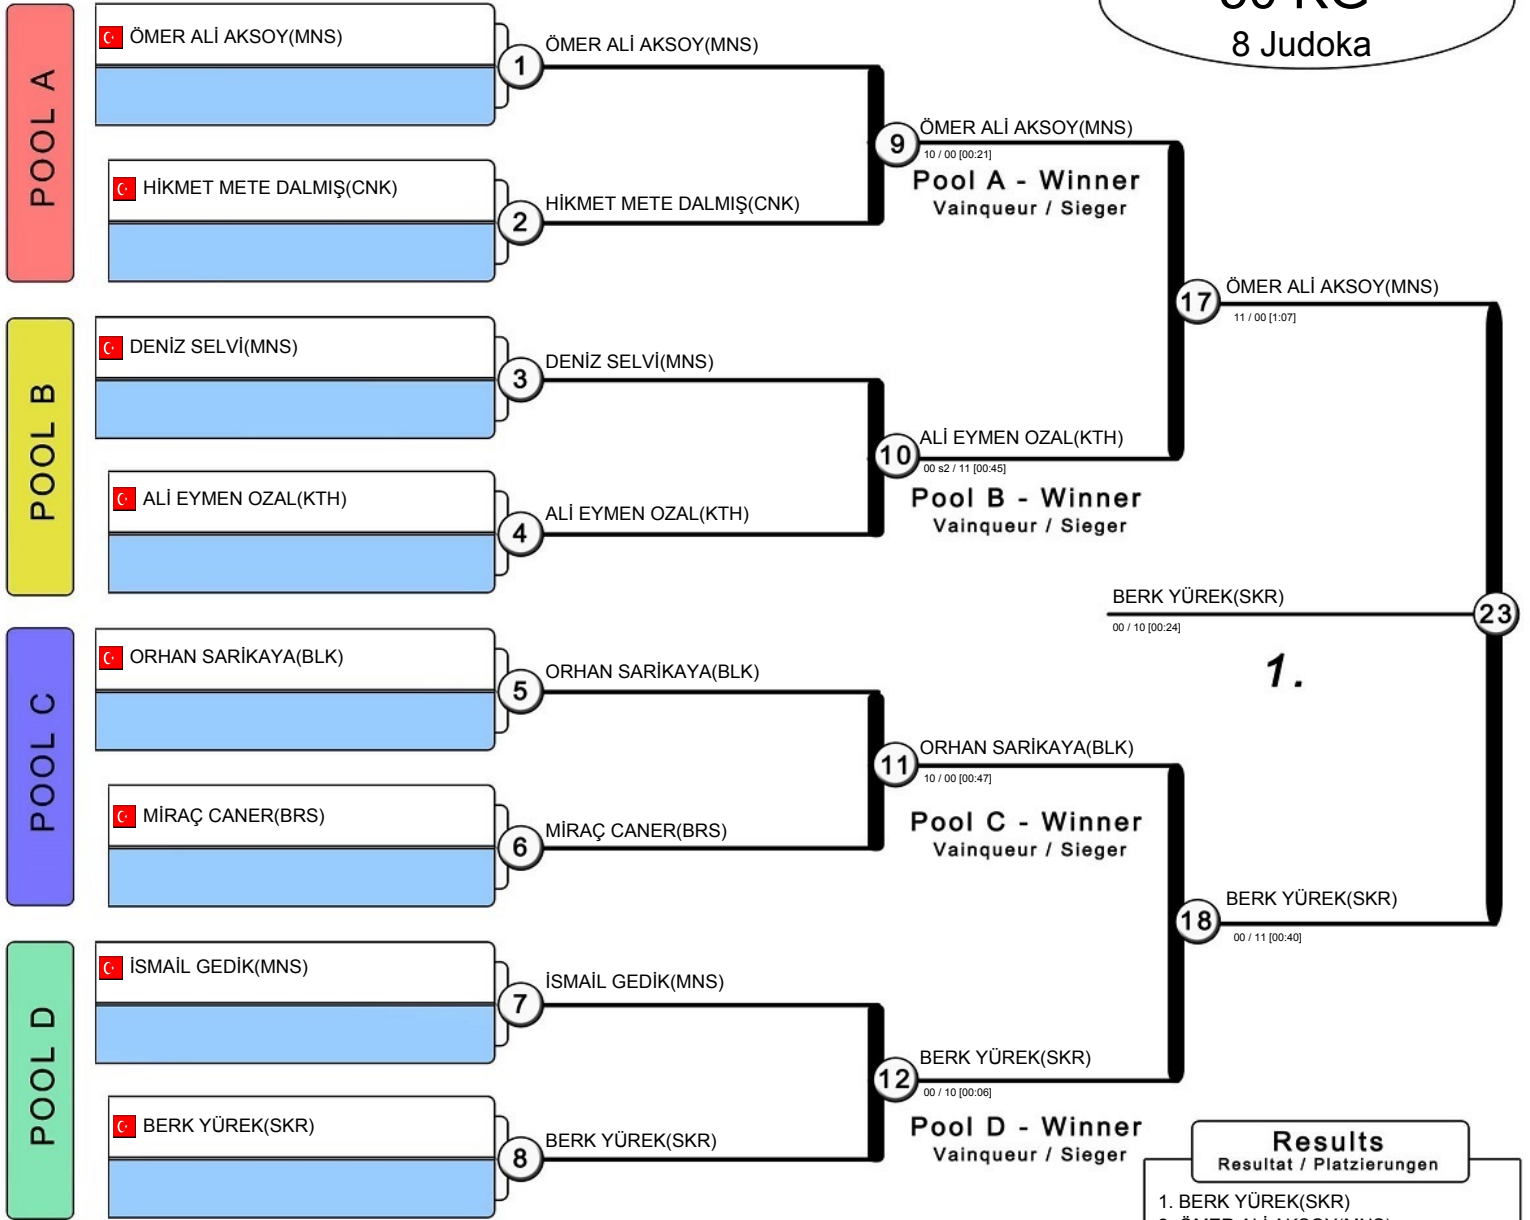 8 Judoka
POOL A
ÖMER ALİ AKSOY(MNS)
1
ÖMER ALİ AKSOY(MNS)
HİKMET METE DALMIŞ(CNK)
2
HİKMET METE DALMIŞ(CNK)
9
ÖMER ALİ AKSOY(MNS)
10 / 00 [00:21]
Pool A - Winner
Vainqueur / Sieger
POOL B
DENİZ SELVİ(MNS)
3
DENİZ SELVİ(MNS)
ALİ EYMEN OZAL(KTH)
4
ALİ EYMEN OZAL(KTH)
10
ALİ EYMEN OZAL(KTH)
00 s2 / 11 [00:45]
Pool B - Winner
Vainqueur / Sieger
17
ÖMER ALİ AKSOY(MNS)
11 / 00 [1:07]
BERK YÜREK(SKR)
23
00 / 10 [00:24]
1.
POOL C
ORHAN SARİKAYA(BLK)
5
ORHAN SARİKAYA(BLK)
MİRAÇ CANER(BRS)
6
MİRAÇ CANER(BRS)
11
ORHAN SARİKAYA(BLK)
10 / 00 [00:47]
Pool C - Winner
Vainqueur / Sieger
18
BERK YÜREK(SKR)
00 / 11 [00:40]
POOL D
İSMAİL GEDİK(MNS)
7
İSMAİL GEDİK(MNS)
BERK YÜREK(SKR)
8
BERK YÜREK(SKR)
12
BERK YÜREK(SKR)
00 / 10 [00:06]
Pool D - Winner
Vainqueur / Sieger
Results
Resultat / Platzierungen
1. BERK YÜREK(SKR)